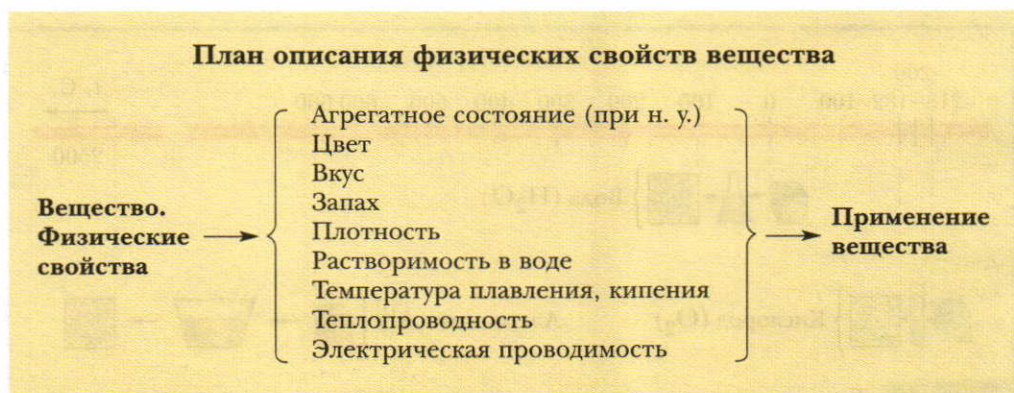 План описания физических свойств вещества
Вещество.
Физические
свойства
Агрегатное состояние (при н. у.)
Цвет
Вкус
Запах
Плотность
Растворимость в воде
Температура плавления, кипения
Теплопроводность
Электрическая проводимость
Применение
вещества